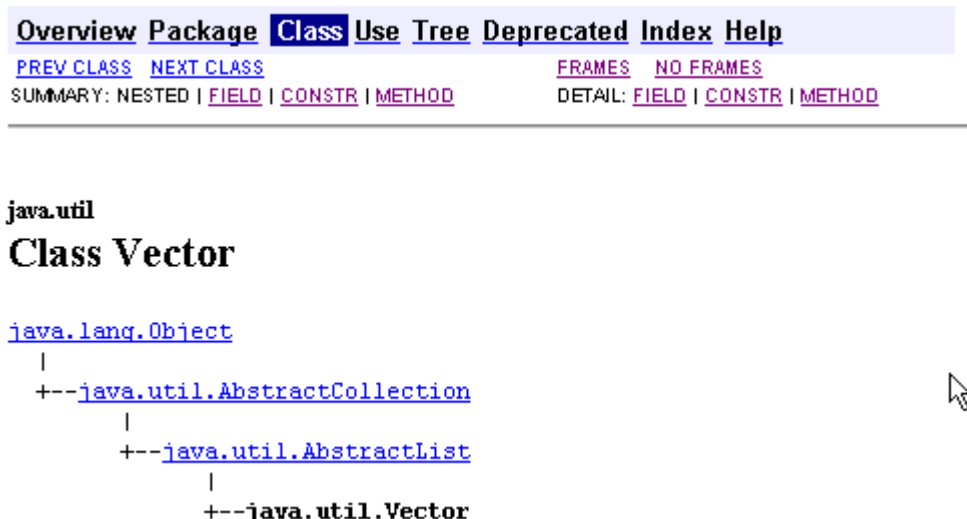 Overview Package Class Use Tree Deprecated Index Help
PREV CLASS NEXT CLASS FRAMES NO FRAMES
SUMMARY: NESTED | FIELD | CONSTR | METHOD DETAIL: FIELD | CONSTR | METHOD
java.util
Class Vector
java.lang.Object
|
+--java.util.AbstractCollection
|
+--java.util.AbstractList
|
+--java.util.Vector